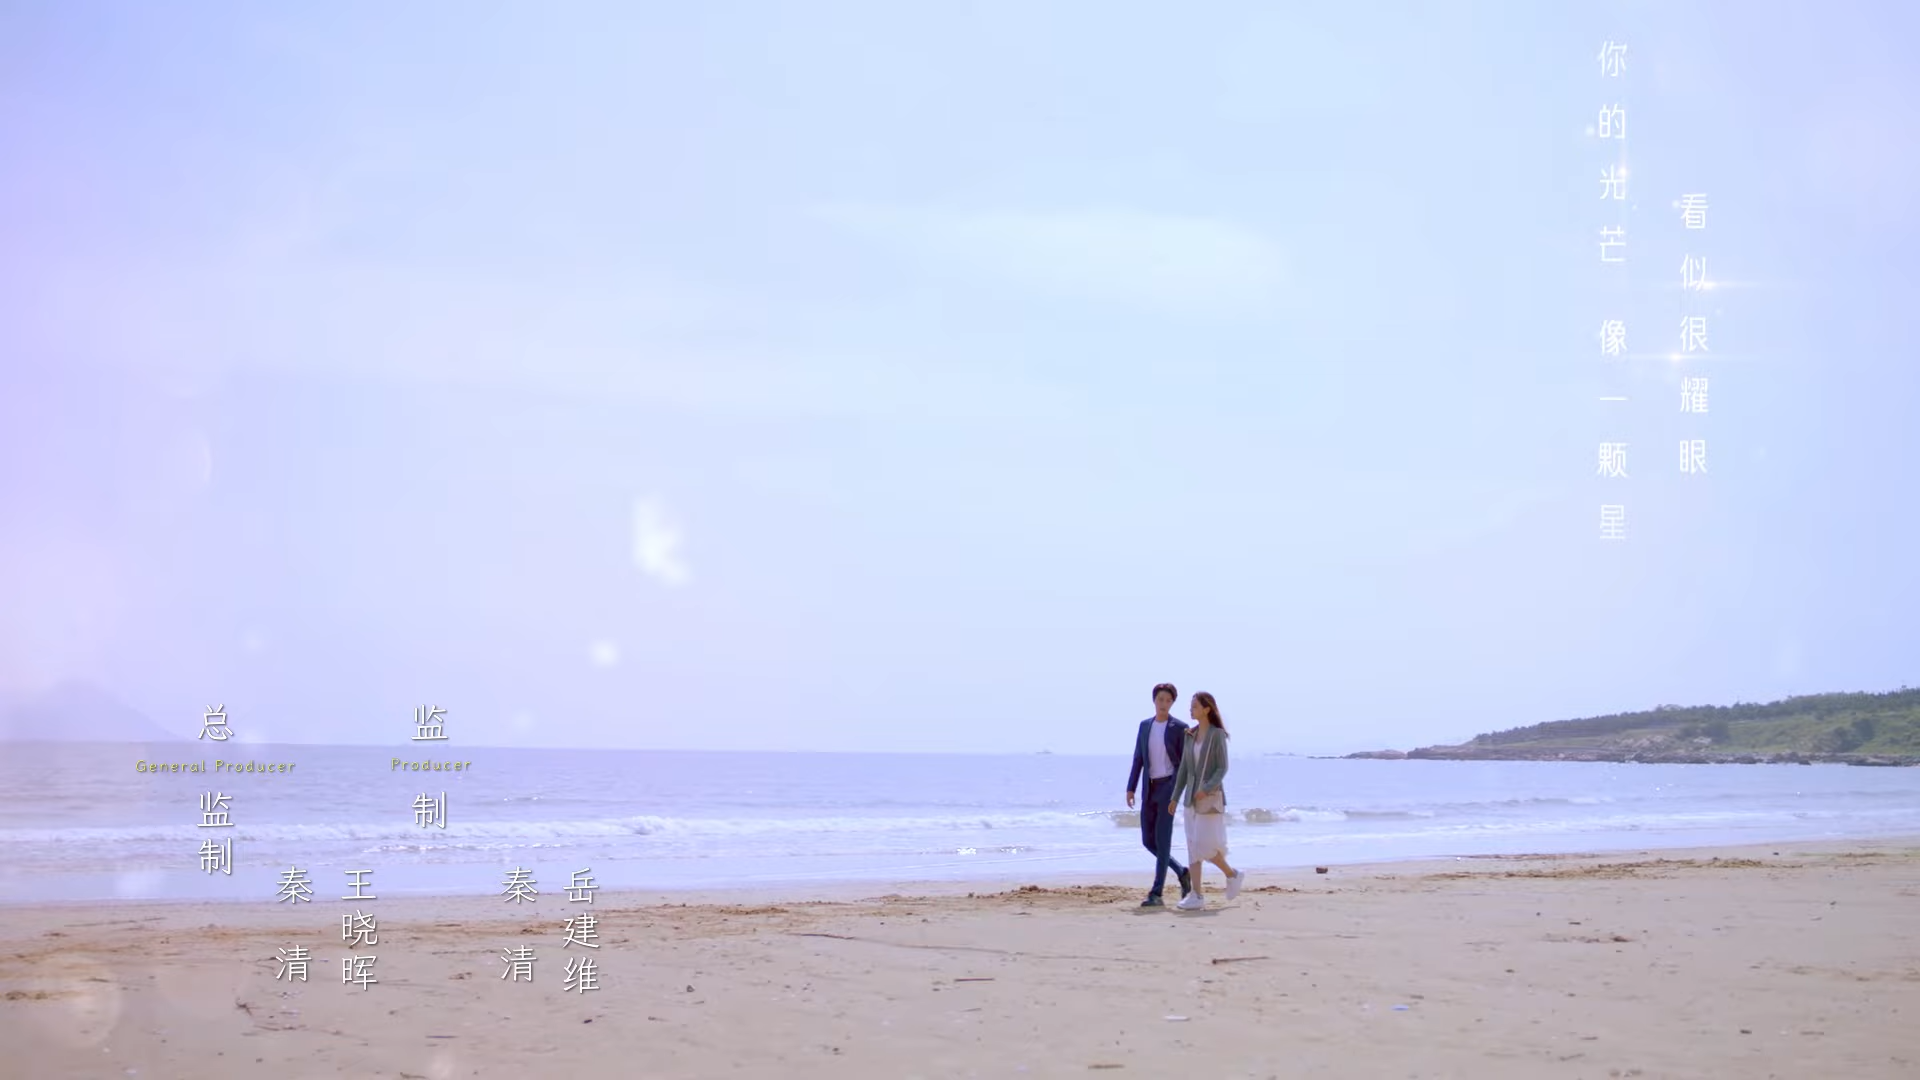 你的光芒 像一颗星
看似很耀眼
总监制
General Producer
秦清
王晓晖
监制
Producer
秦清
岳建维